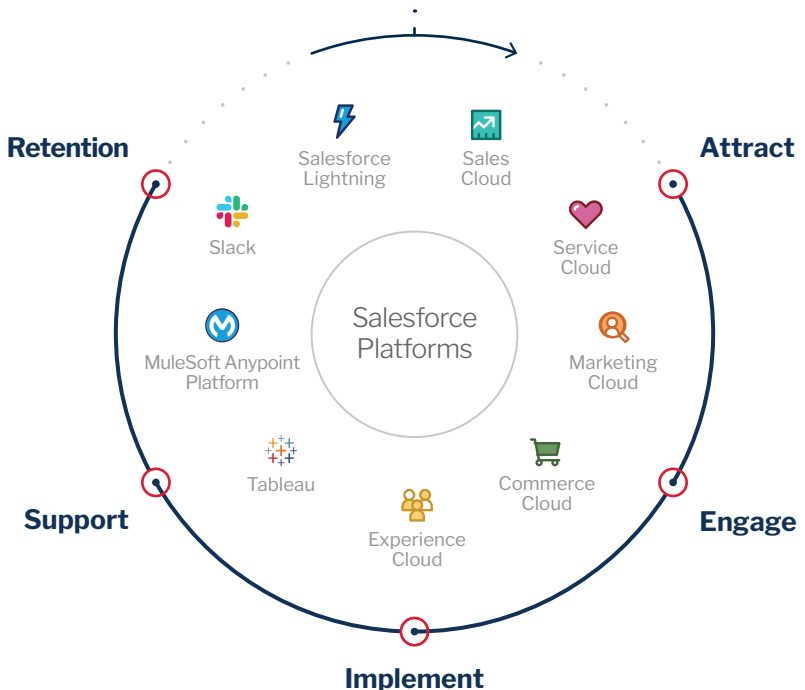 Retention
Attract
Salesforce
Lightning
Sales
Cloud
Slack
Service
Cloud
Salesforce
Platforms
MuleSoft Anypoint
Platform
Marketing
Cloud
Tableau
Commerce
Cloud
Experience
Cloud
Support
Engage
Implement